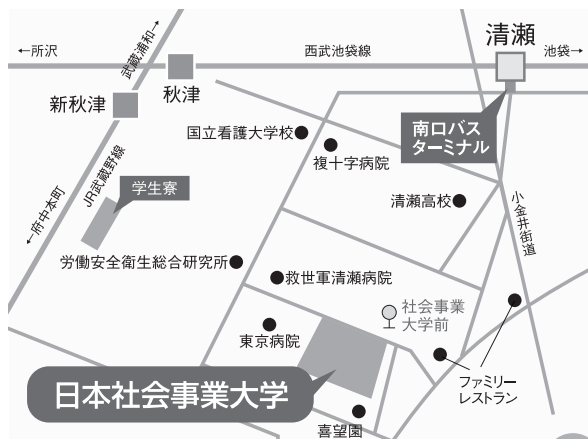 ←所沢
武蔵浦和→
西武池袋線
清瀬
池袋→
秋津
新秋津
南口バス
ターミナル
国立看護大学校
複十字病院
JR武蔵野線
学生寮
清瀬高校
小金井街道
←府中本町
労働安全衛生総合研究所
救世軍清瀬病院
社会事業
大学前
東京病院
ファミリー
レストラン
日本社会事業大学
喜望園